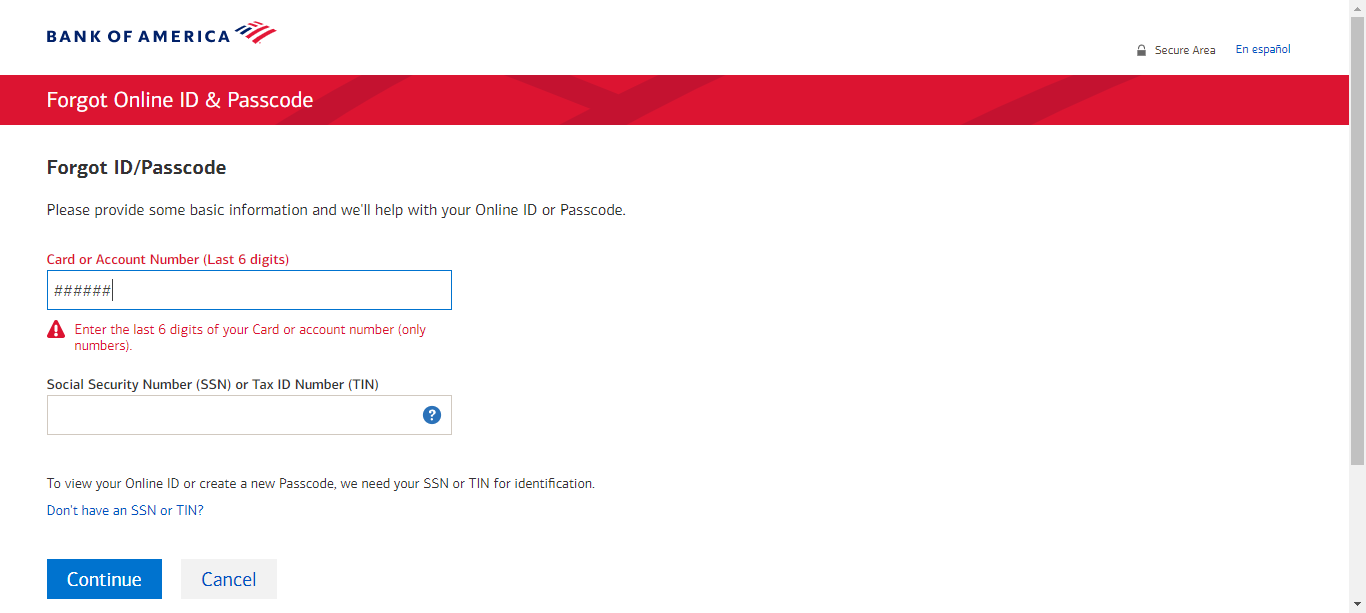 BANK OF AMERICA
Secure Area
En español
Forgot Online ID & Passcode
Forgot ID/Passcode
Please provide some basic information and we'll help with your Online ID or Passcode.
Card or Account Number (Last 6 digits)
######
Enter the last 6 digits of your Card or account number (only
numbers).
Social Security Number (SSN) or Tax ID Number (TIN)
?
To view your Online ID or create a new Passcode, we need your SSN or TIN for identification.
Don't have an SSN or TIN?
Continue
Cancel